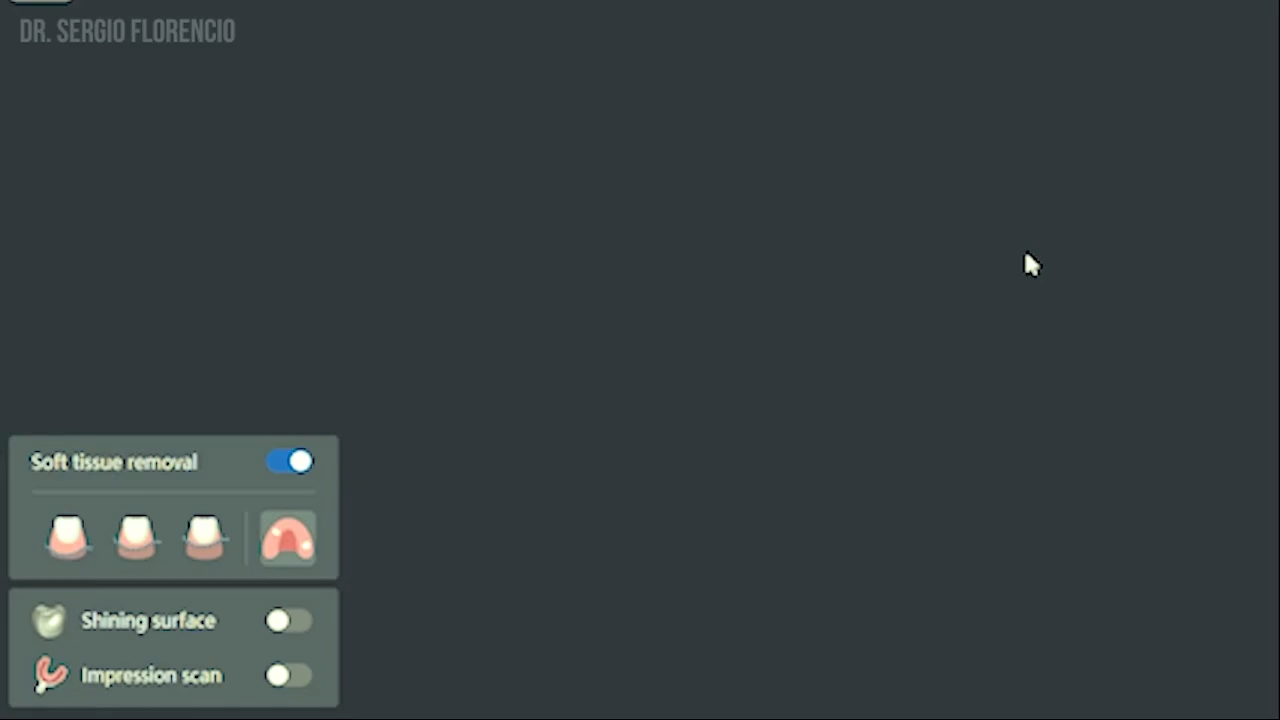 DR. SERGIO FLORENCIO
Soft tissue removal
Shining surface
Impression scan